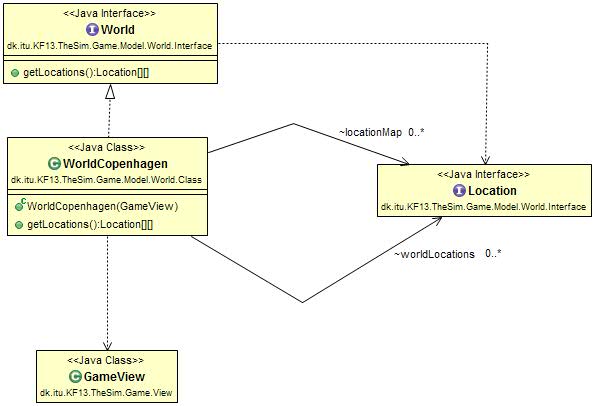 <<Java Interface>>
I World
dk.itu.KF13.TheSim.Game.Model.World.Interface
getLocations():Location[][]
~locationMap 0..*
<<Java Class>>
C WorldCopenhagen
dk.itu.KF13.TheSim.Game.Model.World.Class
C WorldCopenhagen(GameView)
getLocations():Location[][]
<<Java Interface>>
I Location
dk.itu.KF13.TheSim.Game.Model.World.Interface
~worldLocations 0..*
<<Java Class>>
C GameView
dk.itu.KF13.TheSim.Game.View